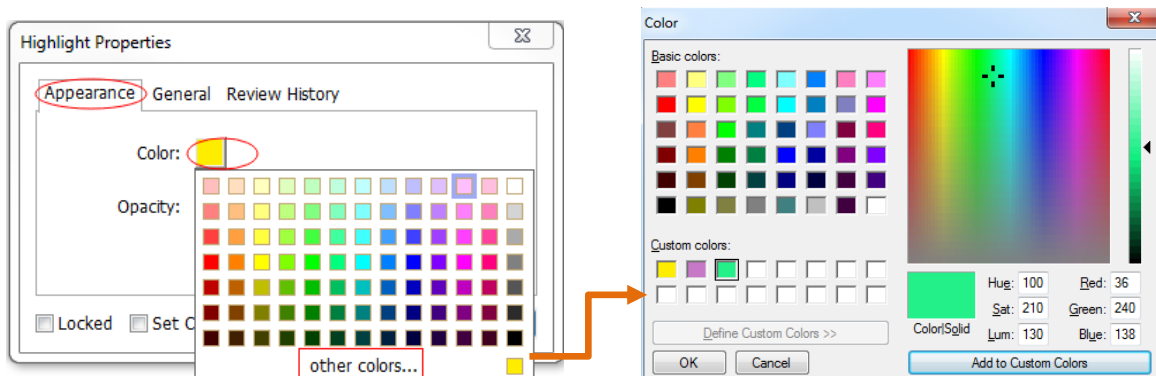 Highlight Properties
Appearance General Review History
Color:
Opacity:
Locked Set
other colors...
Color
Basic colors:
Custom colors:
Define Custom Colors >>
OK Cancel
Color|Solid
Hue: 100 Red: 36
Sat: 210 Green: 240
Lum: 130 Blue: 138
Add to Custom Colors